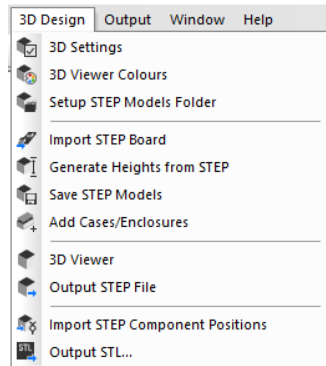 3D Design Output Window Help
3D Settings
3D Viewer Colours
Setup STEP Models Folder
Import STEP Board
Generate Heights from STEP
Save STEP Models
Add Cases/Enclosures
3D Viewer
Output STEP File
Import STEP Component Positions
STL Output STL...